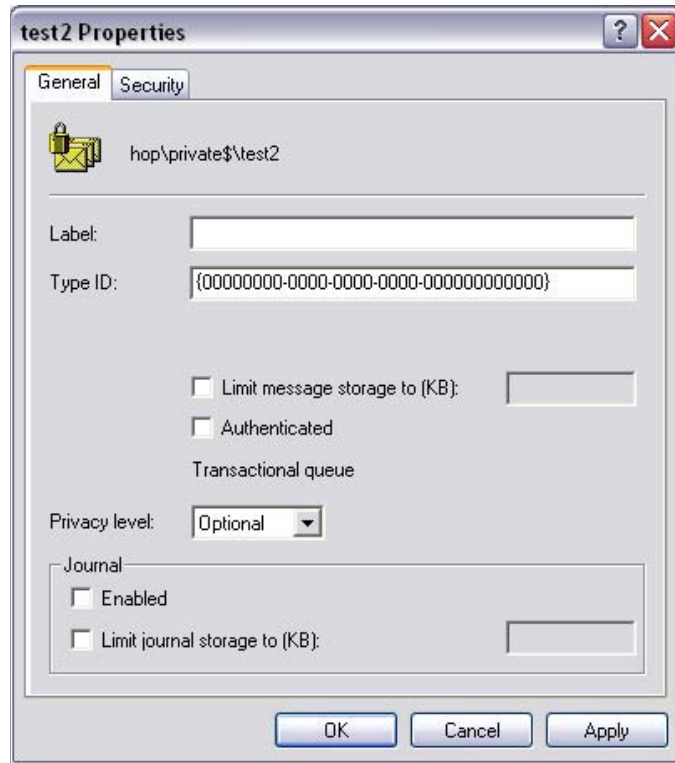 test2 Properties
?
General Security
hop\private$\test2
Label:
Type ID: {00000000-0000-0000-0000-000000000000}
Limit message storage to (KB):
Authenticated
Transactional queue
Privacy level: Optional
Journal
Enabled
Limit journal storage to (KB):
OK Cancel Apply